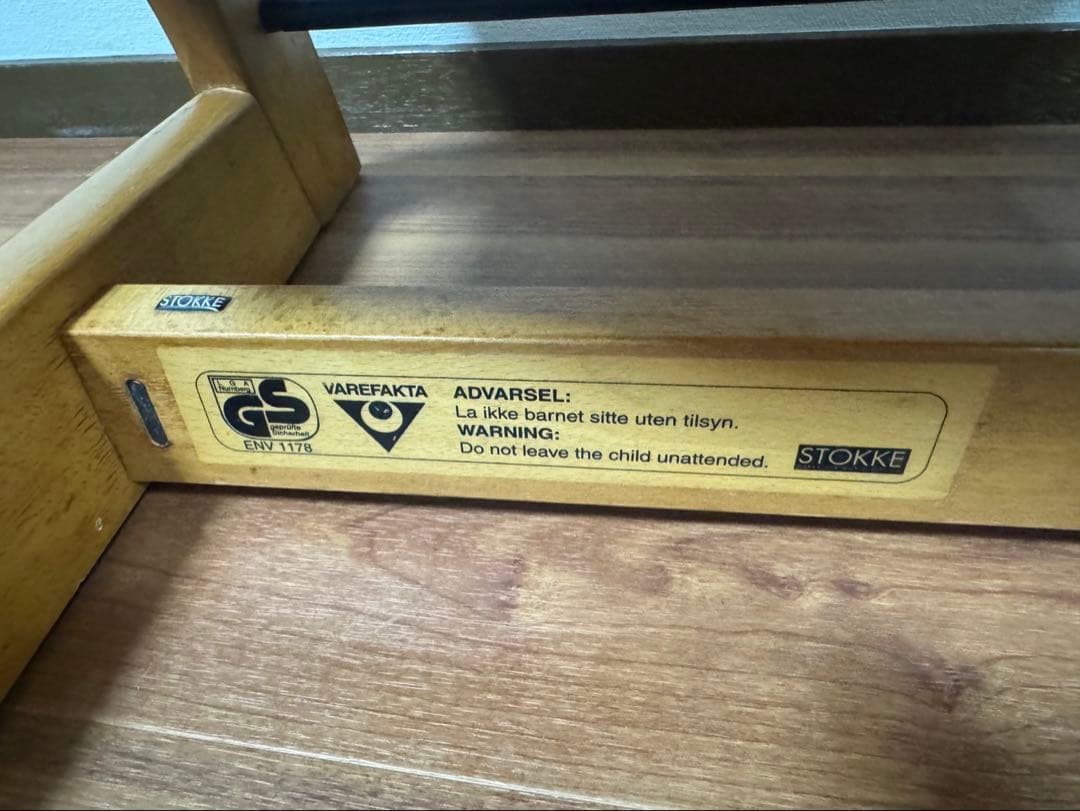 STOKKE
LGA
Nürnberg
GS
geprüfte
Sicherheit
ENV 1178
VAREFAKTA
ADVARSEL:
La ikke barnet sitte uten tilsyn.
WARNING:
Do not leave the child unattended.
STOKKE